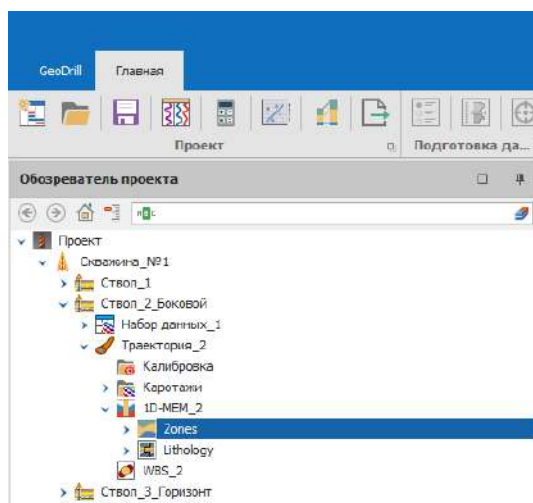 GeoDrill Главная
Проект Подготовка да...
Обозреватель проекта
Проект
Скважина_№1
Ствол_1
Ствол_2_Боковой
Набор данных_1
Траектория_2
Калибровка
Каротажи
1D-MEM_2
Zones
Lithology
WBS_2
Ствол_3_Горизонт